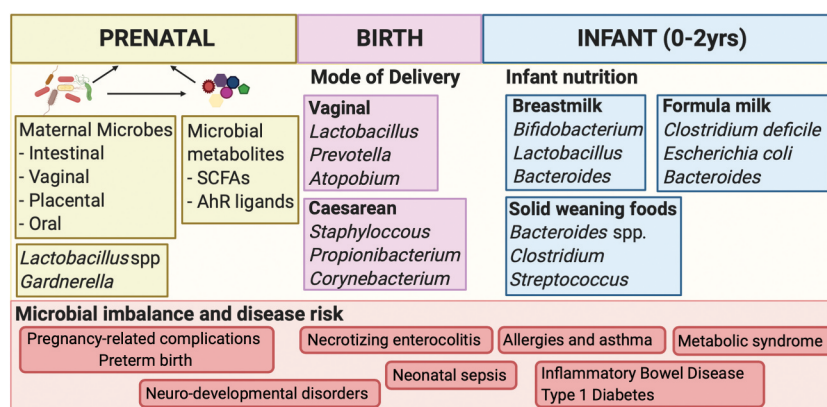 PRENATAL
BIRTH
INFANT (0-2yrs)
Maternal Microbes
- Intestinal
- Vaginal
- Placental
- Oral
Lactobacillus spp
Gardnerella
Microbial
metabolites
- SCFAs
- AhR ligands
Mode of Delivery
Vaginal
Lactobacillus
Prevotella
Atopobium
Caesarean
Staphyloccous
Propionibacterium
Corynebacterium
Infant nutrition
Breastmilk
Bifidobacterium
Lactobacillus
Bacteroides
Formula milk
Clostridium deficile
Escherichia coli
Bacteroides
Solid weaning foods
Bacteroides spp.
Clostridium
Streptococcus
Microbial imbalance and disease risk
Pregnancy-related complications
Preterm birth
Necrotizing enterocolitis
Allergies and asthma
Metabolic syndrome
Neuro-developmental disorders
Neonatal sepsis
Inflammatory Bowel Disease
Type 1 Diabetes